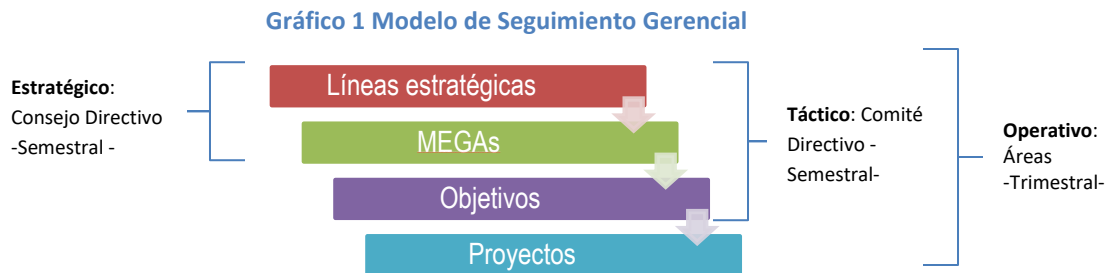 Gráfico 1 Modelo de Seguimiento Gerencial
Estratégico:
Consejo Directivo
-Semestral -
Líneas estratégicas
MEGAs
Objetivos
Proyectos
Táctico: Comité
Directivo -
Semestral-
Operativo:
Áreas
-Trimestral-